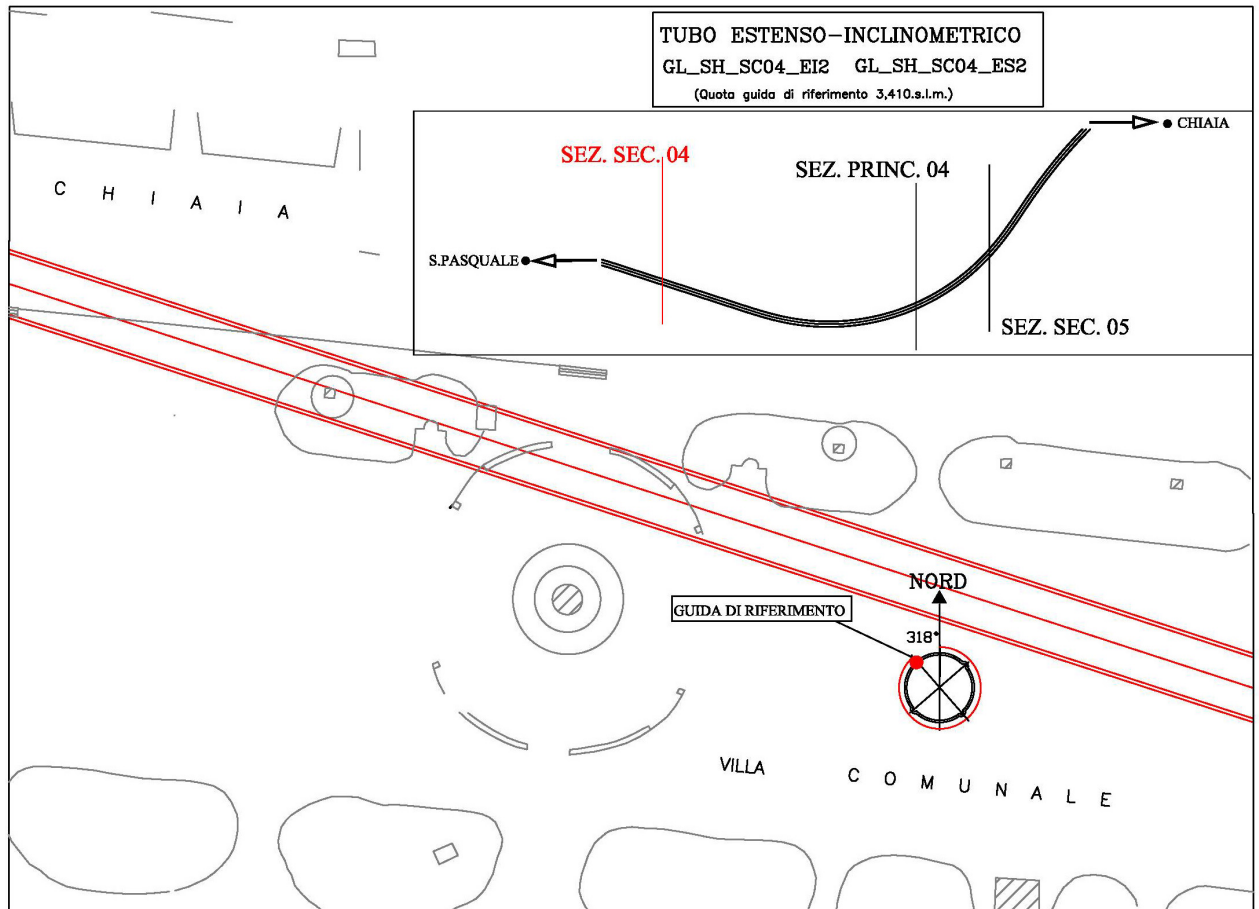 TUBO ESTENSO-INCLINOMETRICO
GL_SH_SC04_EI2 GL_SH_SC04_ES2
(Quota guida di riferimento 3,410.s.l.m.)
CHIAIA
SEZ. SEC. 04
SEZ. PRINC. 04
C H I A I A
S.PASQUALE
SEZ. SEC. 05
NORD
GUIDA DI RIFERIMENTO
318°
VILLA C O M U N A L E